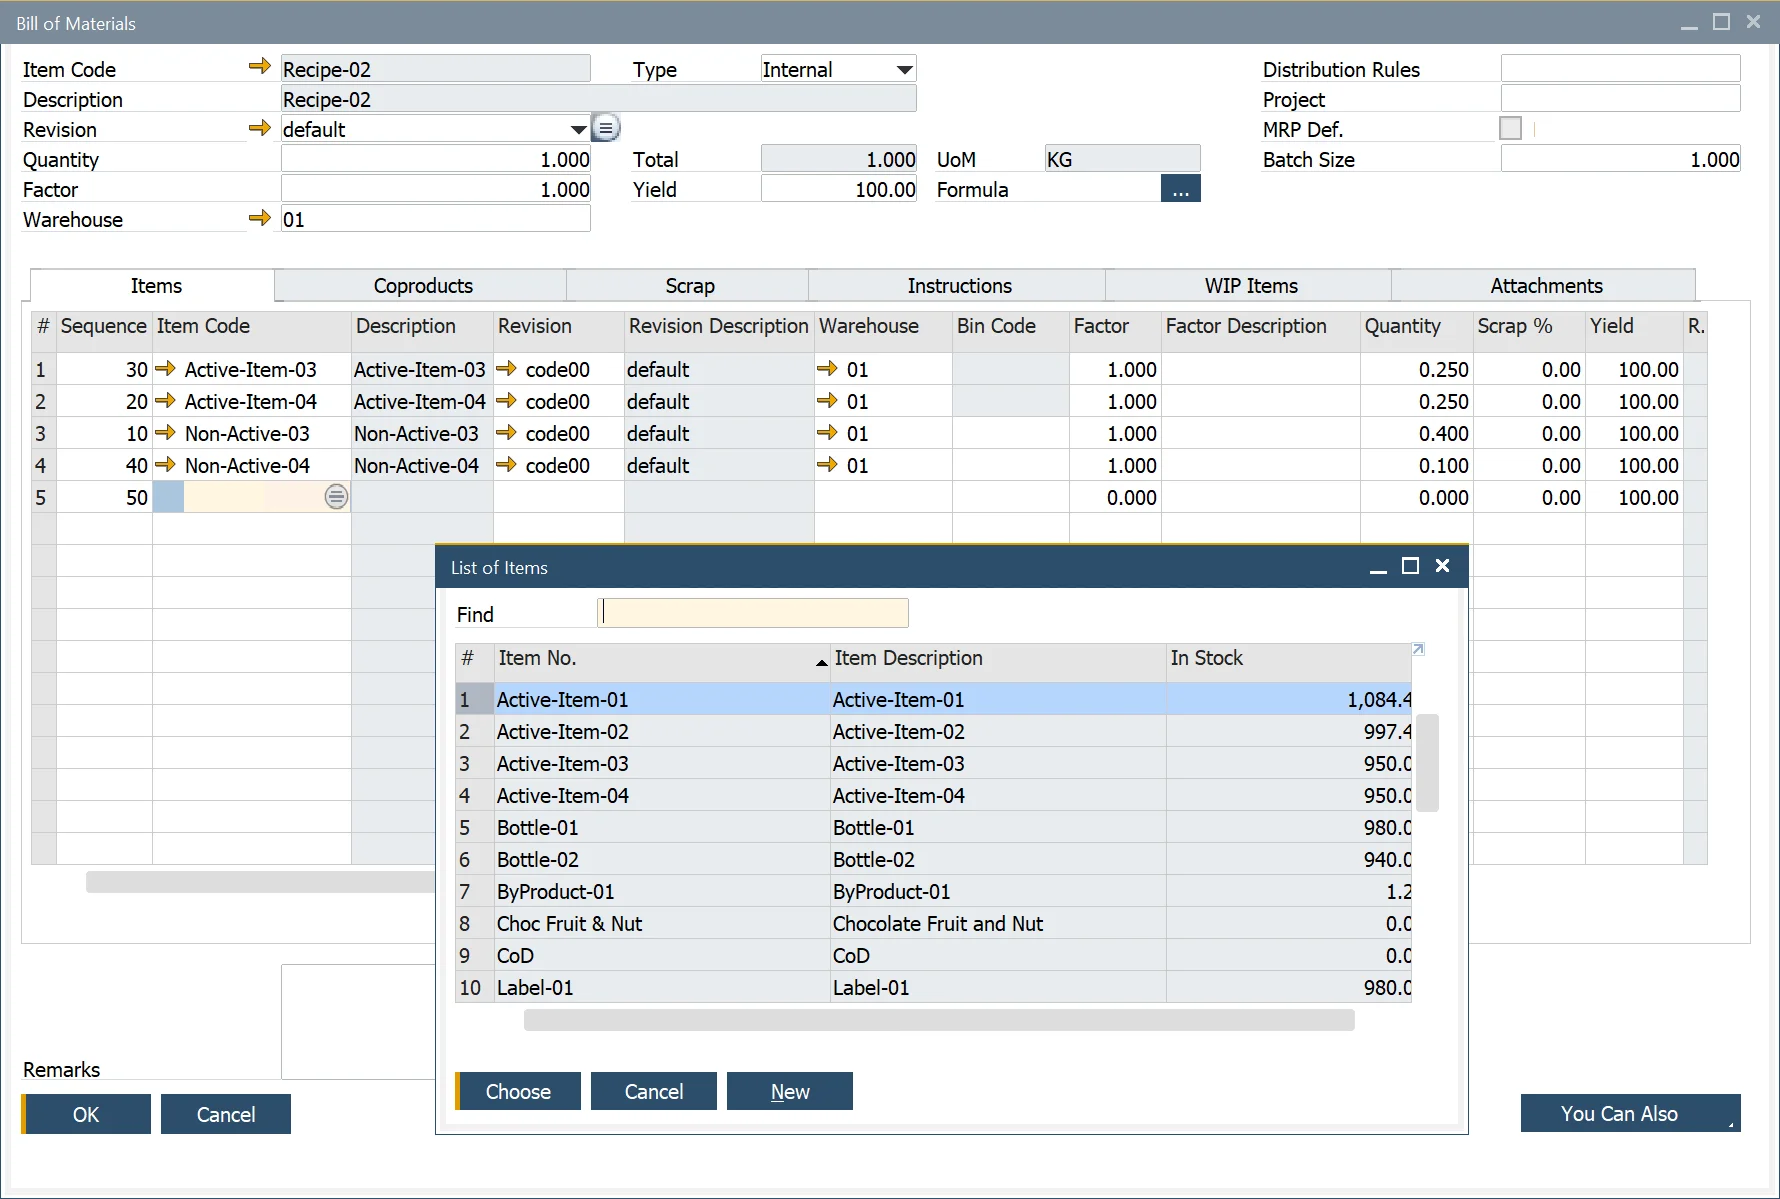 Bill of Materials
Item Code Recipe-02 Type Internal Distribution Rules
Description Recipe-02 Project
Revision default MRP Def.
Quantity 1.000 Total 1.000 UoM KG Batch Size 1.000
Factor 1.000 Yield 100.00 Formula ...
Warehouse 01
Items Coproducts Scrap Instructions WIP Items Attachments
# Sequence Item Code Description Revision Revision Description Warehouse Bin Code Factor Factor Description Quantity Scrap % Yield R.
1 30 Active-Item-03 Active-Item-03 code00 default 01 1.000 0.250 0.00 100.00
2 20 Active-Item-04 Active-Item-04 code00 default 01 1.000 0.250 0.00 100.00
3 10 Non-Active-03 Non-Active-03 code00 default 01 1.000 0.400 0.00 100.00
4 40 Non-Active-04 Non-Active-04 code00 default 01 1.000 0.100 0.00 100.00
5 50 0.000 0.000 0.00 100.00
List of Items
Find
# Item No. Item Description In Stock
1 Active-Item-01 Active-Item-01 1,084.4
2 Active-Item-02 Active-Item-02 997.4
3 Active-Item-03 Active-Item-03 950.0
4 Active-Item-04 Active-Item-04 950.0
5 Bottle-01 Bottle-01 980.0
6 Bottle-02 Bottle-02 940.0
7 ByProduct-01 ByProduct-01 1.2
8 Choc Fruit & Nut Chocolate Fruit and Nut 0.0
9 CoD CoD 0.0
10 Label-01 Label-01 980.0
Choose Cancel New
Remarks
OK Cancel You Can Also